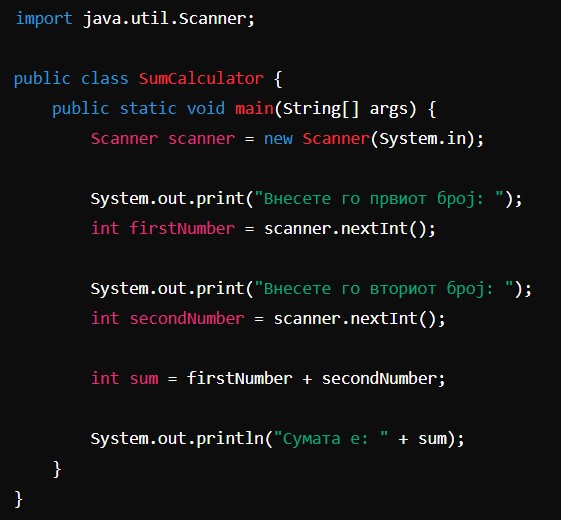 import java.util.Scanner;
public class SumCalculator {
public static void main(String[] args) {
Scanner scanner = new Scanner(System.in);
System.out.print("Внесете го првиот број: ");
int firstNumber = scanner.nextInt();
System.out.print("Внесете го вториот број: ");
int secondNumber = scanner.nextInt();
int sum = firstNumber + secondNumber;
System.out.println("Сумата е: " + sum);
}
}